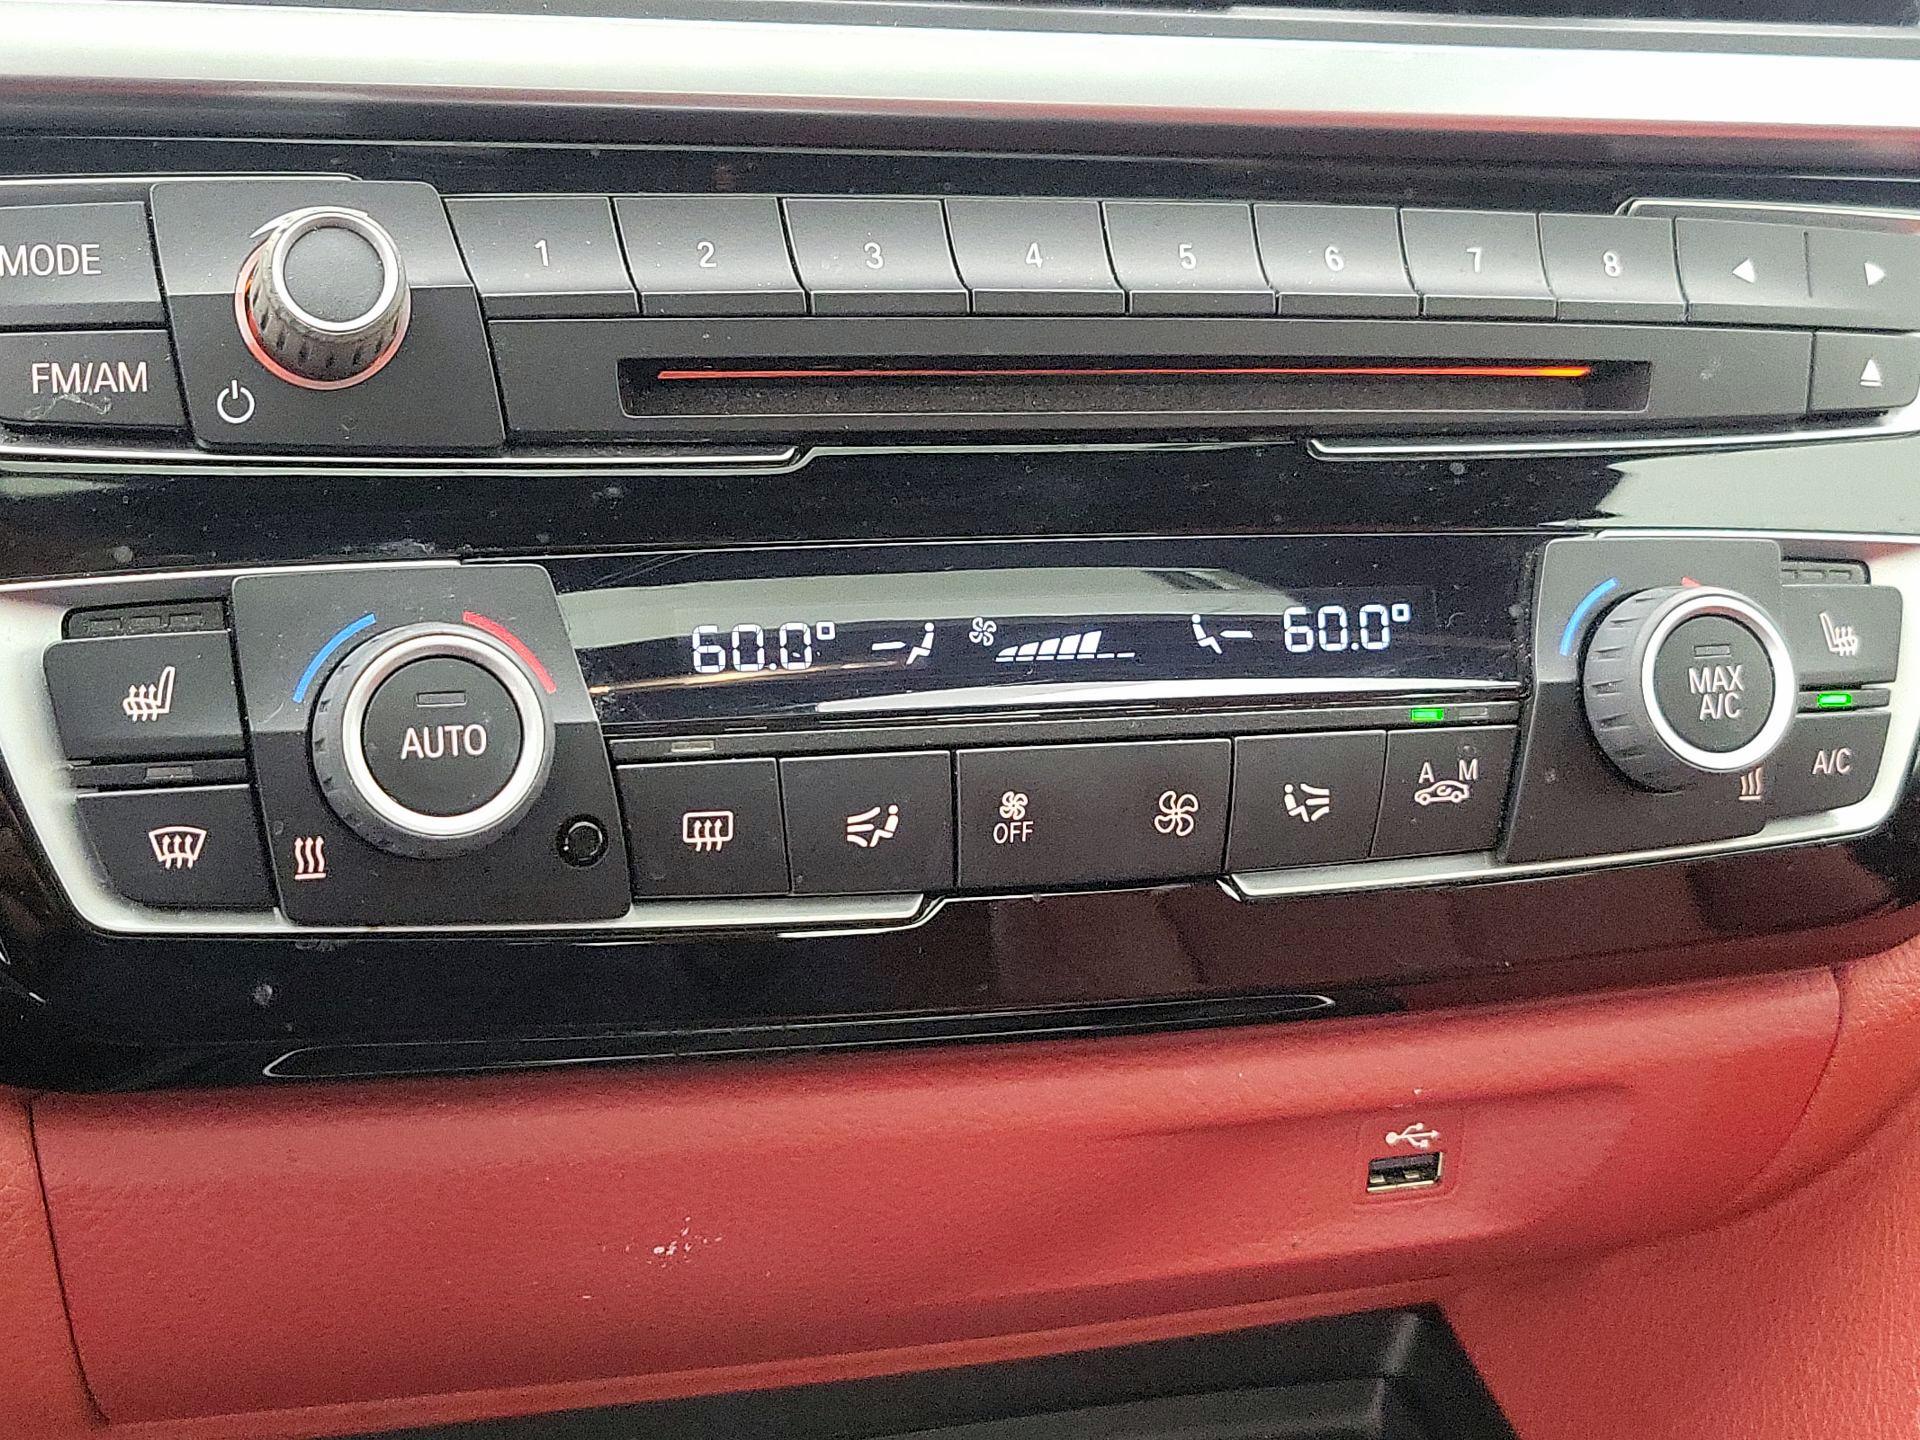 MODE
1 2 3 4 5 6 7 8
FM/AM
60.0° 60.0°
AUTO
MAX
A/C
A M
A/C
OFF